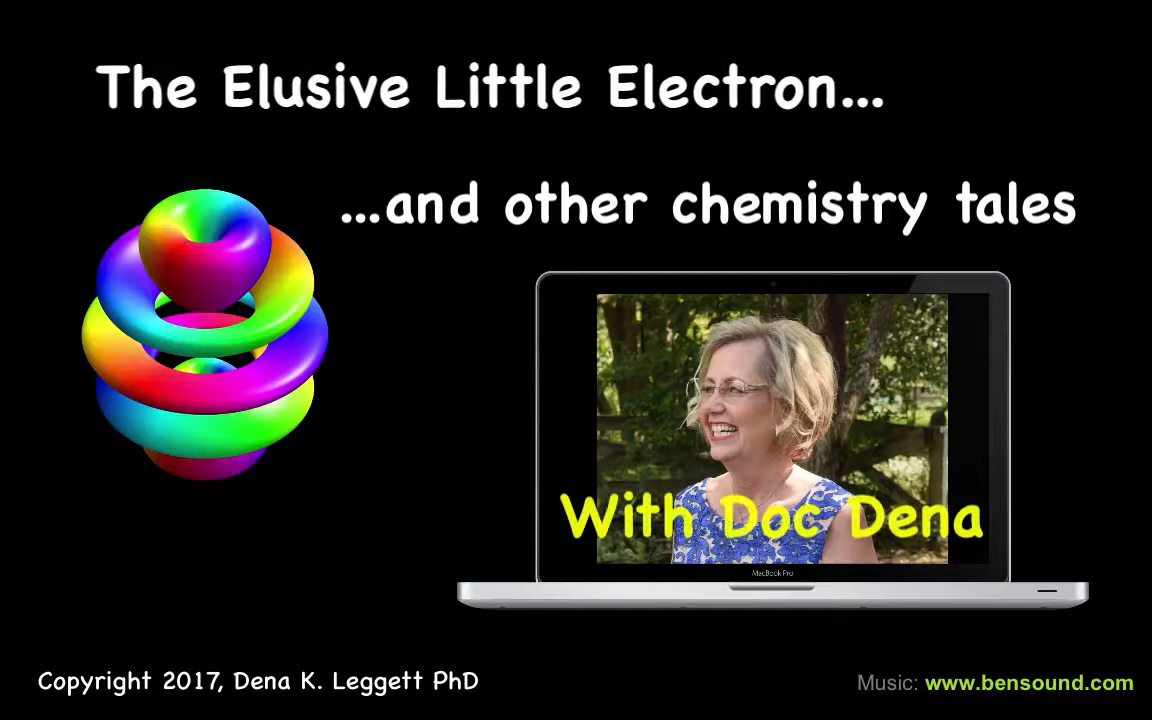 The Elusive Little Electron...
...and other chemistry tales
With Doc Dena
MacBook Pro
Copyright 2017, Dena K. Leggett PhD
Music: www.bensound.com